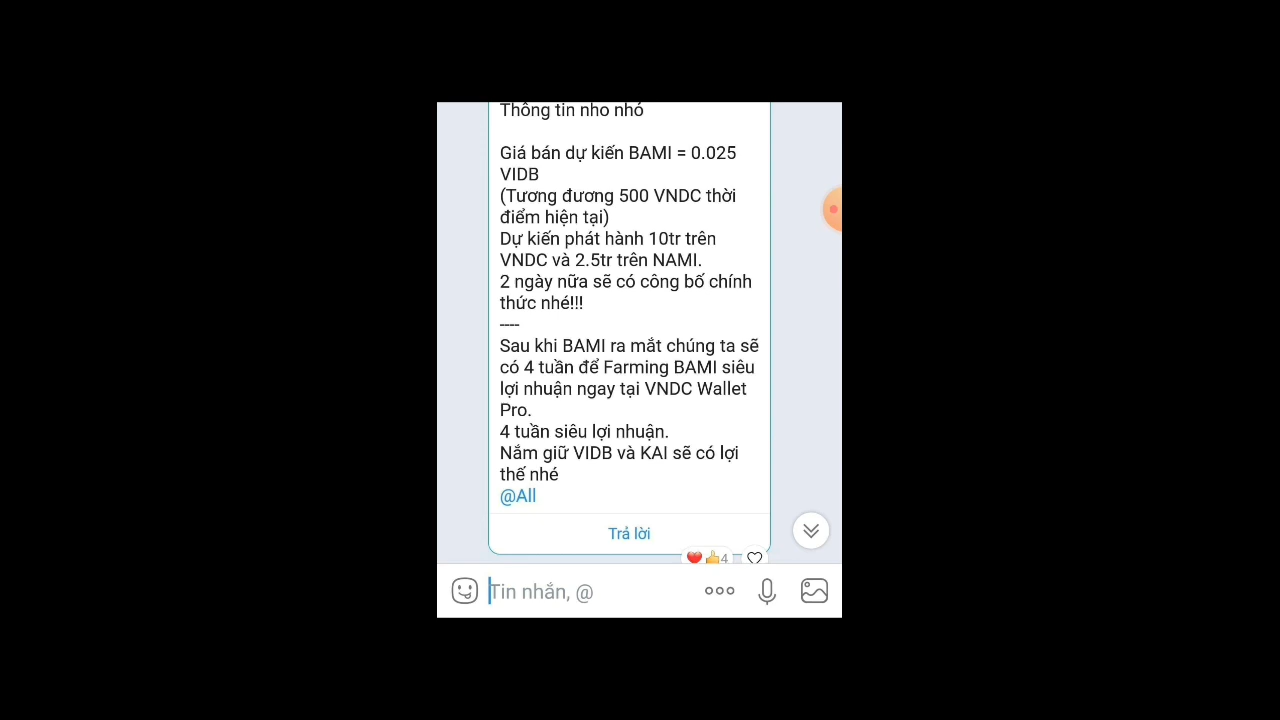 Thông tin nho nhó
Giá bán dự kiến BAMI = 0.025
VIDB
(Tương đương 500 VNDC thời
điểm hiện tại)
Dự kiến phát hành 10tr trên
VNDC và 2.5tr trên NAMI.
2 ngày nữa sẽ có công bố chính
thức nhé!!!
----
Sau khi BAMI ra mắt chúng ta sẽ
có 4 tuần để Farming BAMI siêu
lợi nhuận ngay tại VNDC Wallet
Pro.
4 tuần siêu lợi nhuận.
Nắm giữ VIDB và KAI sẽ có lợi
thế nhé
@All
Trả lời
4
Tin nhắn, @